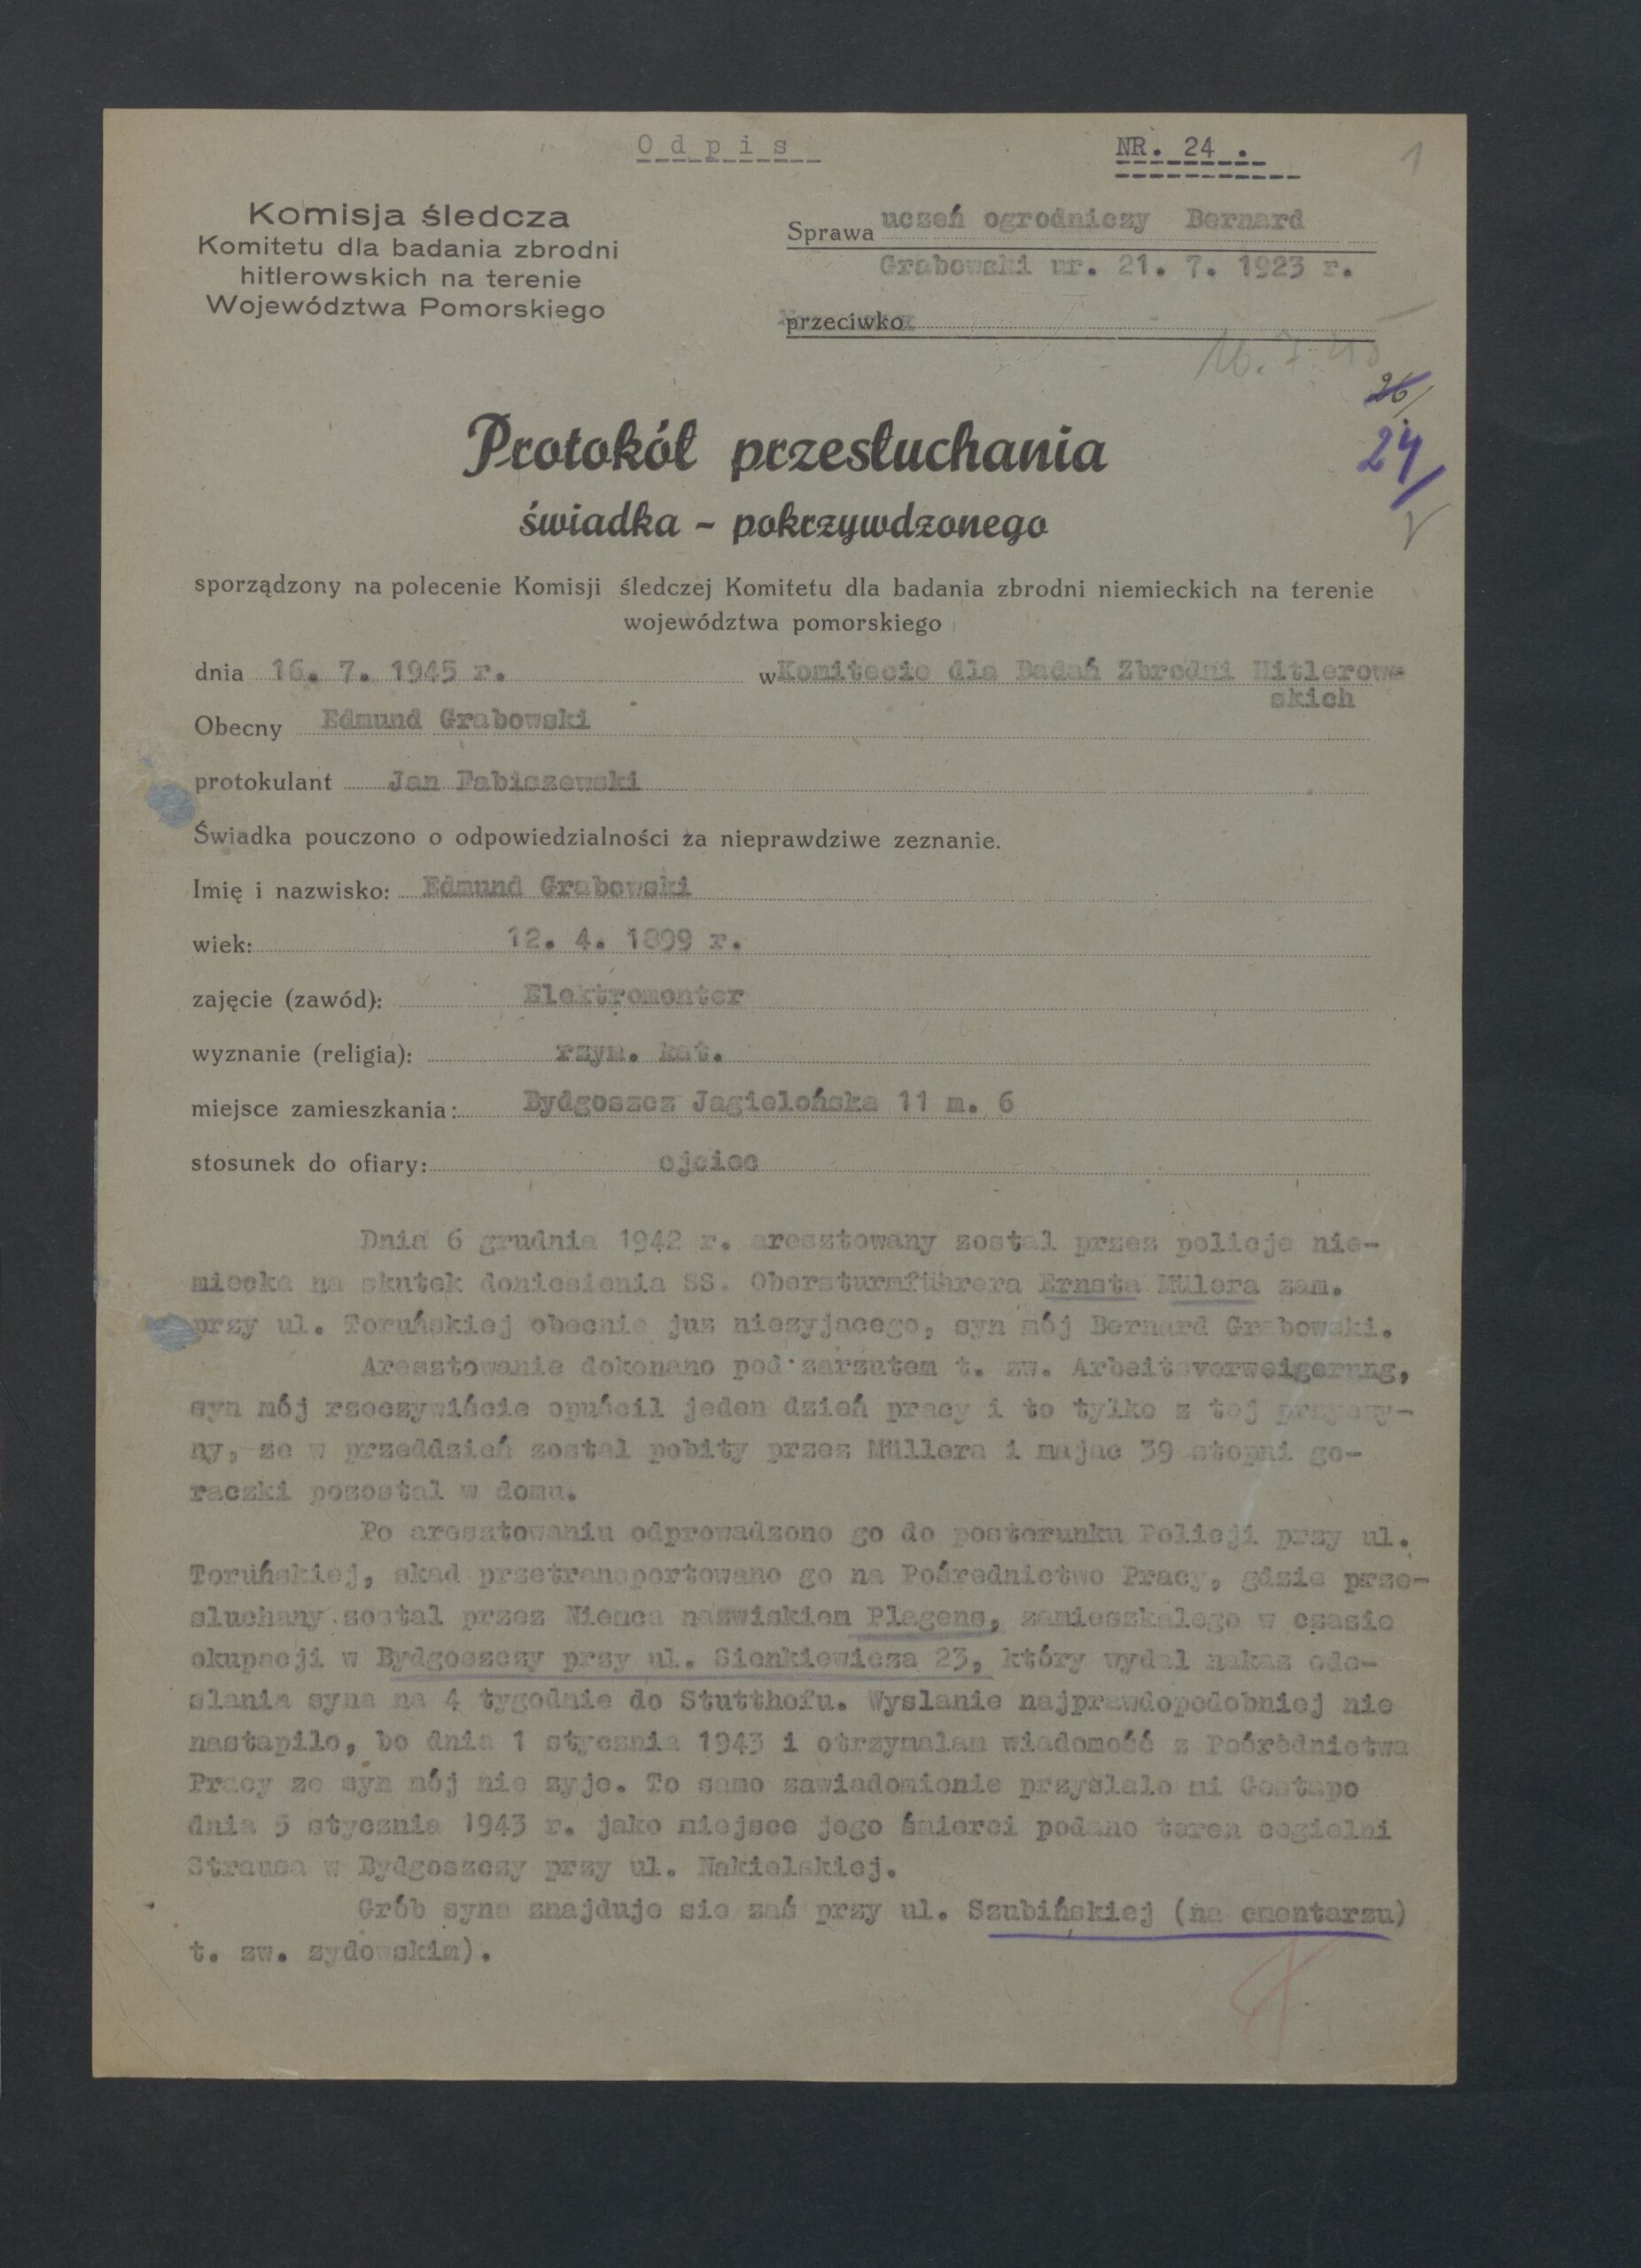 Odpis
NR. 24 .
1
Komisja śledcza
Komitetu dla badania zbrodni
hitlerowskich na terenie
Województwa Pomorskiego
Sprawa uczeń ogrodniczy Bernard
Grabowski ur. 21. 7. 1923 r.
przeciwko
16. 7. 45
26/
24/
Protokół przesłuchania
świadka - pokrzywdzonego
sporządzony na polecenie Komisji śledczej Komitetu dla badania zbrodni niemieckich na terenie
województwa pomorskiego
dnia 16. 7. 1945 r. w Komitecie dla Badań Zbrodni Hitlerow-
skich
Obecny Edmund Grabowski
protokulant Jan Fabiszewski
Świadka pouczono o odpowiedzialności za nieprawdziwe zeznanie.
Imię i nazwisko: Edmund Grabowski
wiek: 12. 4. 1899 r.
zajęcie (zawód): Elektromonter
wyznanie (religia): rzym. kat.
miejsce zamieszkania: Bydgoszcz Jagielońska 11 m. 6
stosunek do ofiary: ojciec
Dnia 6 grudnia 1942 r. aresztowany zostal przez policje nie-
miecka na skutek doniesienia SS. Obersturmführera Ernsta Mülera zam.
przy ul. Toruńskiej obecnie juz niezyjacego, syn mój Bernard Grabowski.
Aresztowanie dokonano pod zarzutem t. zw. Arbeitsverweigerung,
syn mój rzeczywiście opuścil jeden dzień pracy i to tylko z tej przyczy-
ny, ze w przeddzień zostal pobity przez Müllera i majac 39 stopni go-
raczki pozostal w domu.
Po aresztowaniu odprowadzono go do posterunku Policji przy ul.
Toruńskiej, skad przetransportowano go na Pośrednictwo Pracy, gdzie prze-
sluchany zostal przez Niemca nazwiskiem Plagens, zamieszkalego w czasie
okupacji w Bydgoszczy przy ul. Sienkiewicza 23, który wydal nakaz ode-
slania syna na 4 tygodnie do Stutthofu. Wyslanie najprawdopodobniej nie
nastapilo, bo dnia 1 stycznia 1943 i otrzymalam wiadomość z Pośrednictwa
Pracy ze syn mój nie zyje. To samo zawiadomienie przyslalo mi Gestapo
dnia 5 stycznia 1943 r. jako miejsce jego śmierci podano teren cegielni
Strausa w Bydgoszczy przy ul. Nakielskiej.
Grób syna znajduje sie zaś przy ul. Szubińskiej (na cmentarzu)
t. zw. zydowskim).